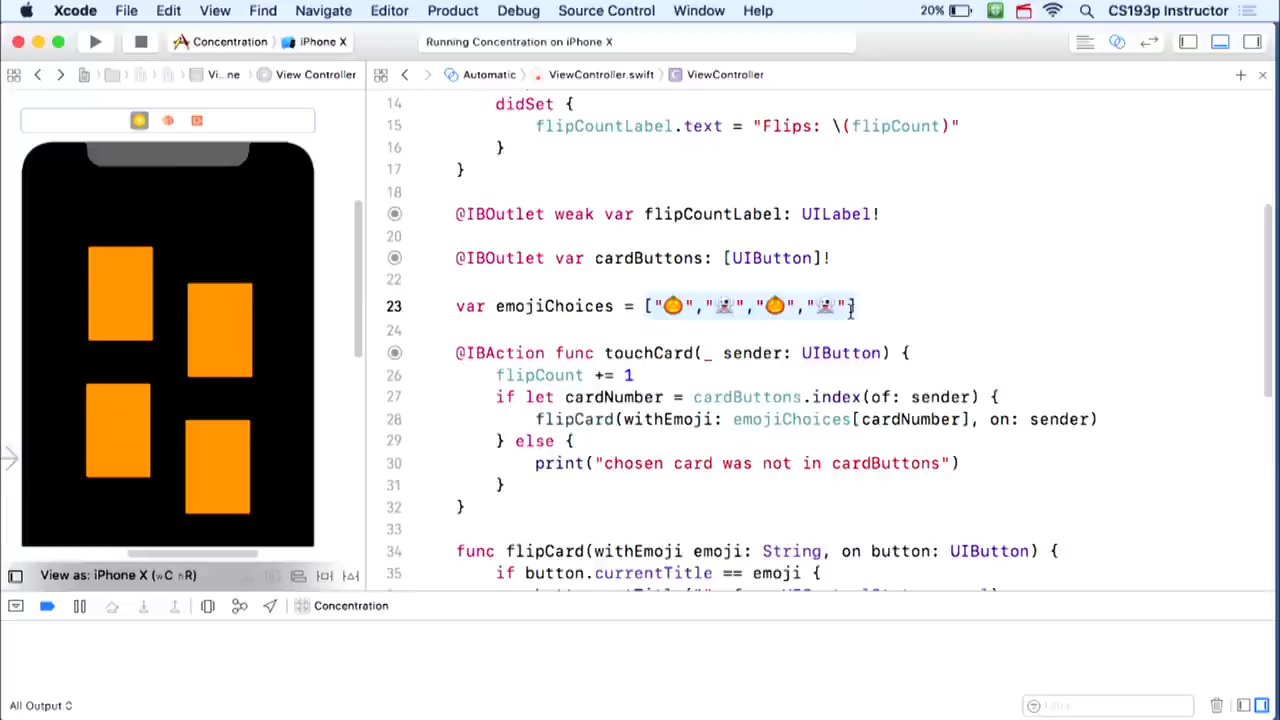 Xcode File Edit View Find Navigate Editor Product Debug Source Control Window Help 20% CS193p Instructor
Concentration iPhone X Running Concentration on iPhone X
Vi...ne View Controller Automatic ViewController.swift ViewController
14 didSet {
15 flipCountLabel.text = "Flips: \(flipCount)"
16 }
17 }
18
@IBOutlet weak var flipCountLabel: UILabel!
20
@IBOutlet var cardButtons: [UIButton]!
22
23 var emojiChoices = ["🎃","👻","🎃","👻"]
24
@IBAction func touchCard(_ sender: UIButton) {
26 flipCount += 1
27 if let cardNumber = cardButtons.index(of: sender) {
28 flipCard(withEmoji: emojiChoices[cardNumber], on: sender)
29 } else {
30 print("chosen card was not in cardButtons")
31 }
32 }
33
34 func flipCard(withEmoji emoji: String, on button: UIButton) {
35 if button.currentTitle == emoji {
View as: iPhone X (wC hR)
Concentration
All Output